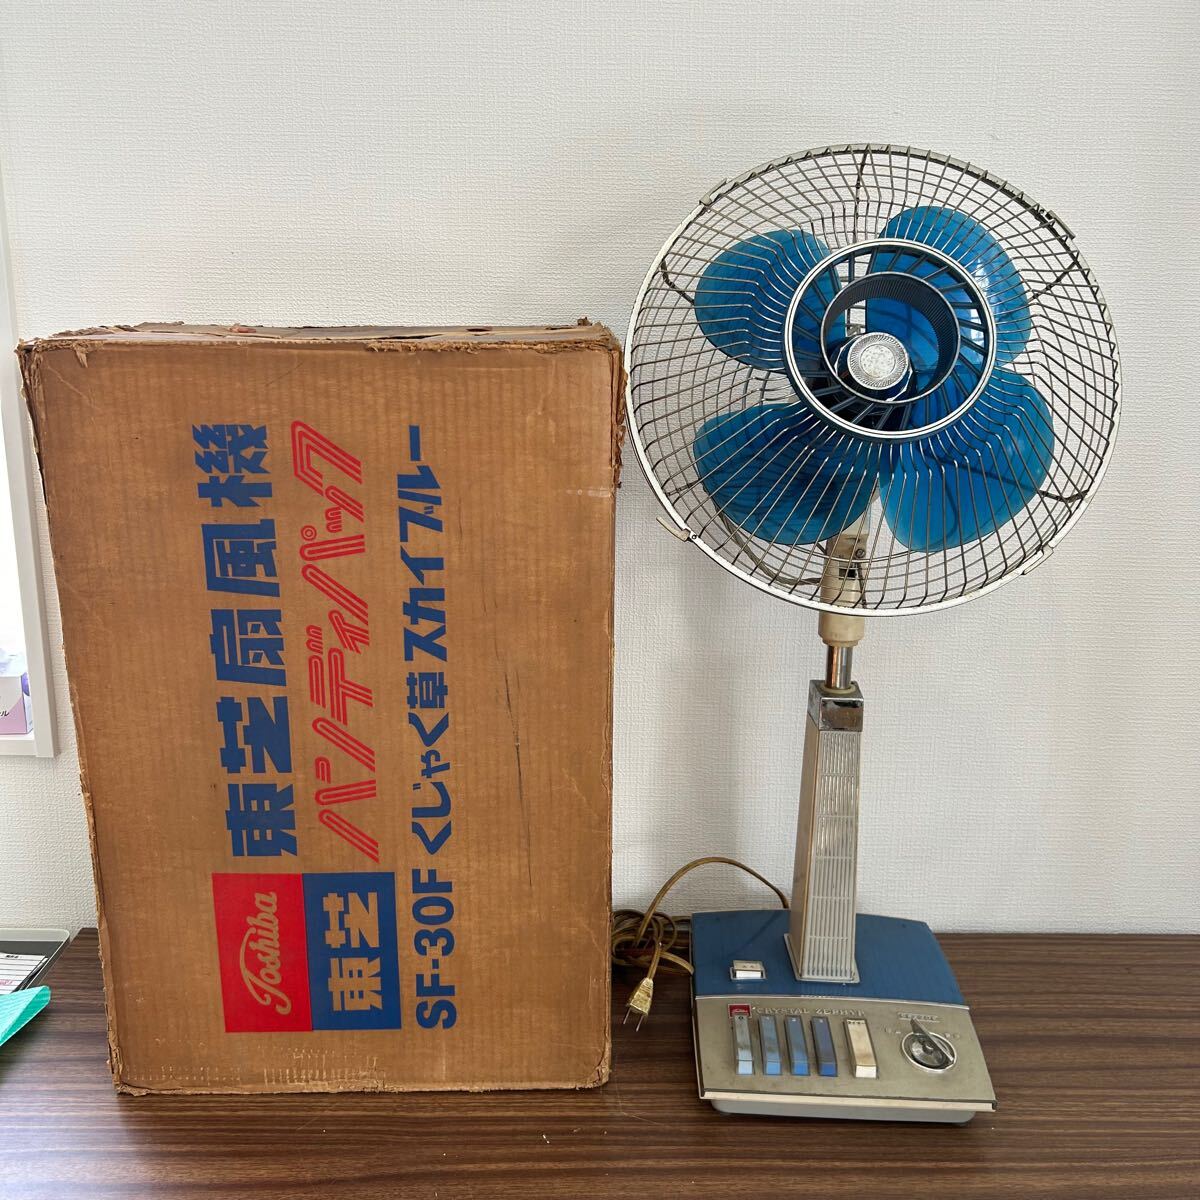 東芝扇風機
ハンディパック
SF-30F くじゃく草 スカイブルー
Toshiba
東芝
CRYSTAL ZEPHYR